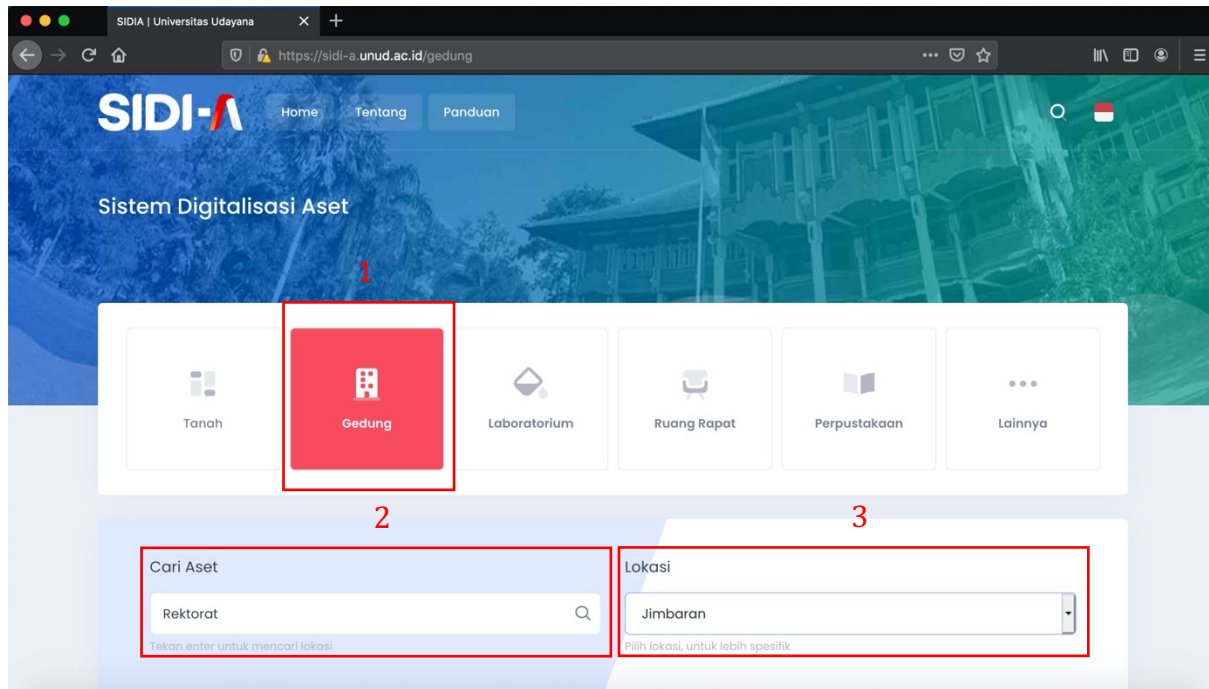 SIDIA | Universitas Udayana
https://sidi-a.unud.ac.id/gedung
SIDI-A Home Tentang Panduan
Sistem Digitalisasi Aset
1
Tanah Gedung Laboratorium Ruang Rapat Perpustakaan Lainnya
2 3
Cari Aset Lokasi
Rektorat Jimbaran
Tekan enter untuk mencari lokasi Pilih lokasi, untuk lebih spesifik